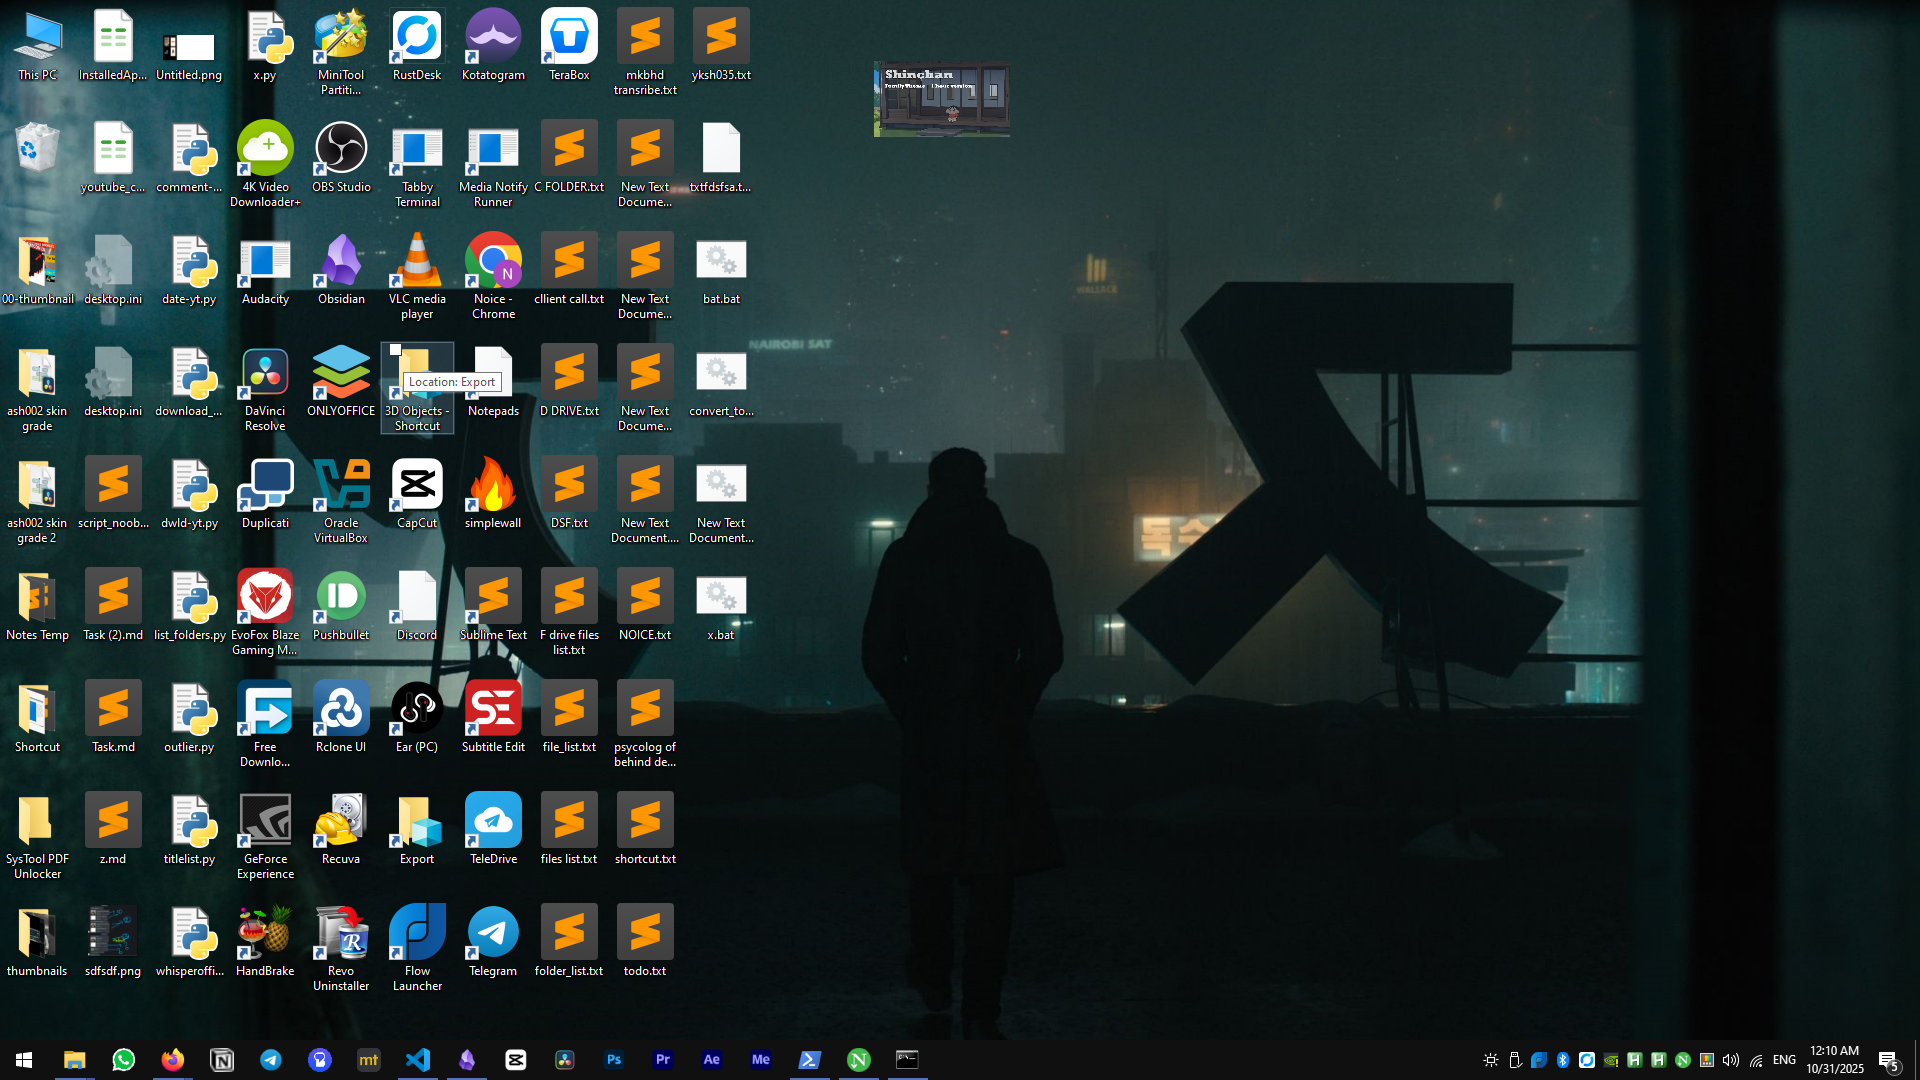 This PC
InstalledAp...
Untitled.png
x.py
MiniTool
Partiti...
RustDesk
Kotatogram
TeraBox
mkbhd
transribe.txt
yksh035.txt
youtube_c...
comment-...
4K Video
Downloader+
OBS Studio
Tabby
Terminal
Media Notify
Runner
C FOLDER.txt
New Text
Docume...
txtfdsfsa.t...
00-thumbnail
desktop.ini
date-yt.py
Audacity
Obsidian
VLC media
player
N
Noice -
Chrome
cllient call.txt
New Text
Docume...
bat.bat
ash002 skin
grade
desktop.ini
download_...
DaVinci
Resolve
ONLYOFFICE
Location: Export
3D Objects -
Shortcut
Notepads
D DRIVE.txt
New Text
Docume...
convert_to...
ash002 skin
grade 2
script_noob...
dwld-yt.py
Duplicati
Oracle
VirtualBox
CapCut
simplewall
DSF.txt
New Text
Document....
New Text
Document...
Notes Temp
Task (2).md
list_folders.py
EvoFox Blaze
Gaming M...
Pushbullet
Discord
Sublime Text
F drive files
list.txt
NOICE.txt
x.bat
Shortcut
Task.md
outlier.py
Free
Downlo...
Rclone UI
Ear (PC)
SE
Subtitle Edit
file_list.txt
psycolog of
behind de...
SysTool PDF
Unlocker
z.md
titlelist.py
GeForce
Experience
Recuva
Export
TeleDrive
files list.txt
shortcut.txt
thumbnails
sdfsdf.png
whisperoffi...
HandBrake
R
Revo
Uninstaller
Flow
Launcher
Telegram
folder_list.txt
todo.txt
Shinchan
WALLACE
NAIROBI SAT
독수
mt
Ps
Pr
Ae
Me
N
H
H
N
ENG
12:10 AM
10/31/2025
5